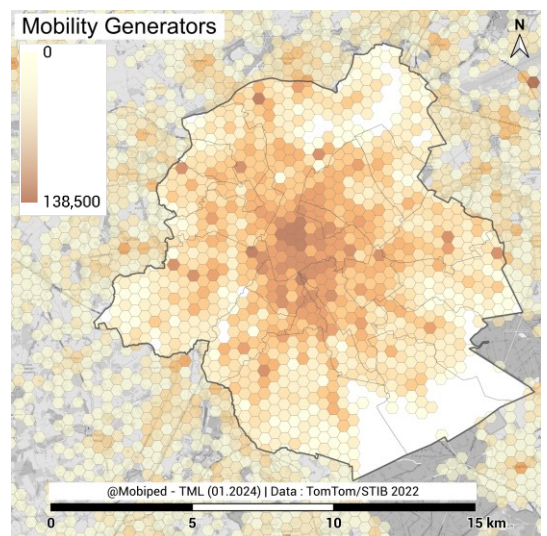 Mobility Generators
N
0
138,500
@Mobiped - TML (01.2024) | Data : TomTom/STIB 2022
0 5 10 15 km